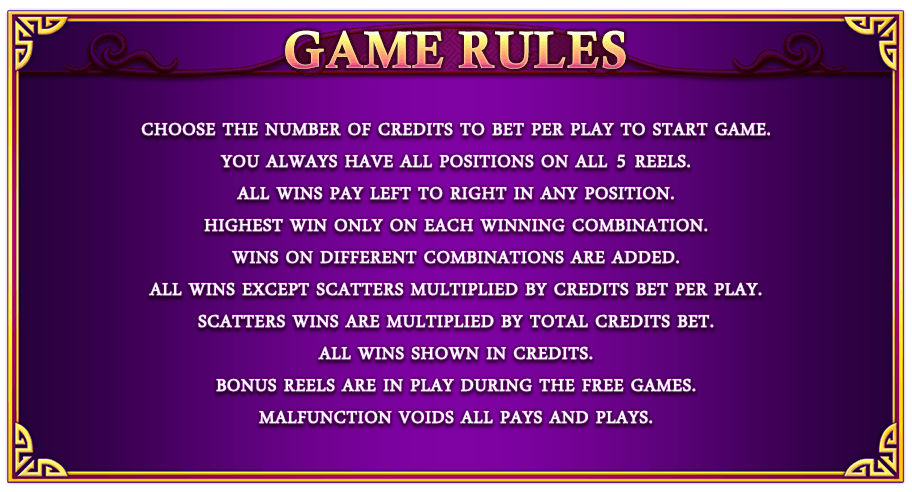 GAME RULES
CHOOSE THE NUMBER OF CREDITS TO BET PER PLAY TO START GAME.
YOU ALWAYS HAVE ALL POSITIONS ON ALL 5 REELS.
ALL WINS PAY LEFT TO RIGHT IN ANY POSITION.
HIGHEST WIN ONLY ON EACH WINNING COMBINATION.
WINS ON DIFFERENT COMBINATIONS ARE ADDED.
ALL WINS EXCEPT SCATTERS MULTIPLIED BY CREDITS BET PER PLAY.
SCATTERS WINS ARE MULTIPLIED BY TOTAL CREDITS BET.
ALL WINS SHOWN IN CREDITS.
BONUS REELS ARE IN PLAY DURING THE FREE GAMES.
MALFUNCTION VOIDS ALL PAYS AND PLAYS.